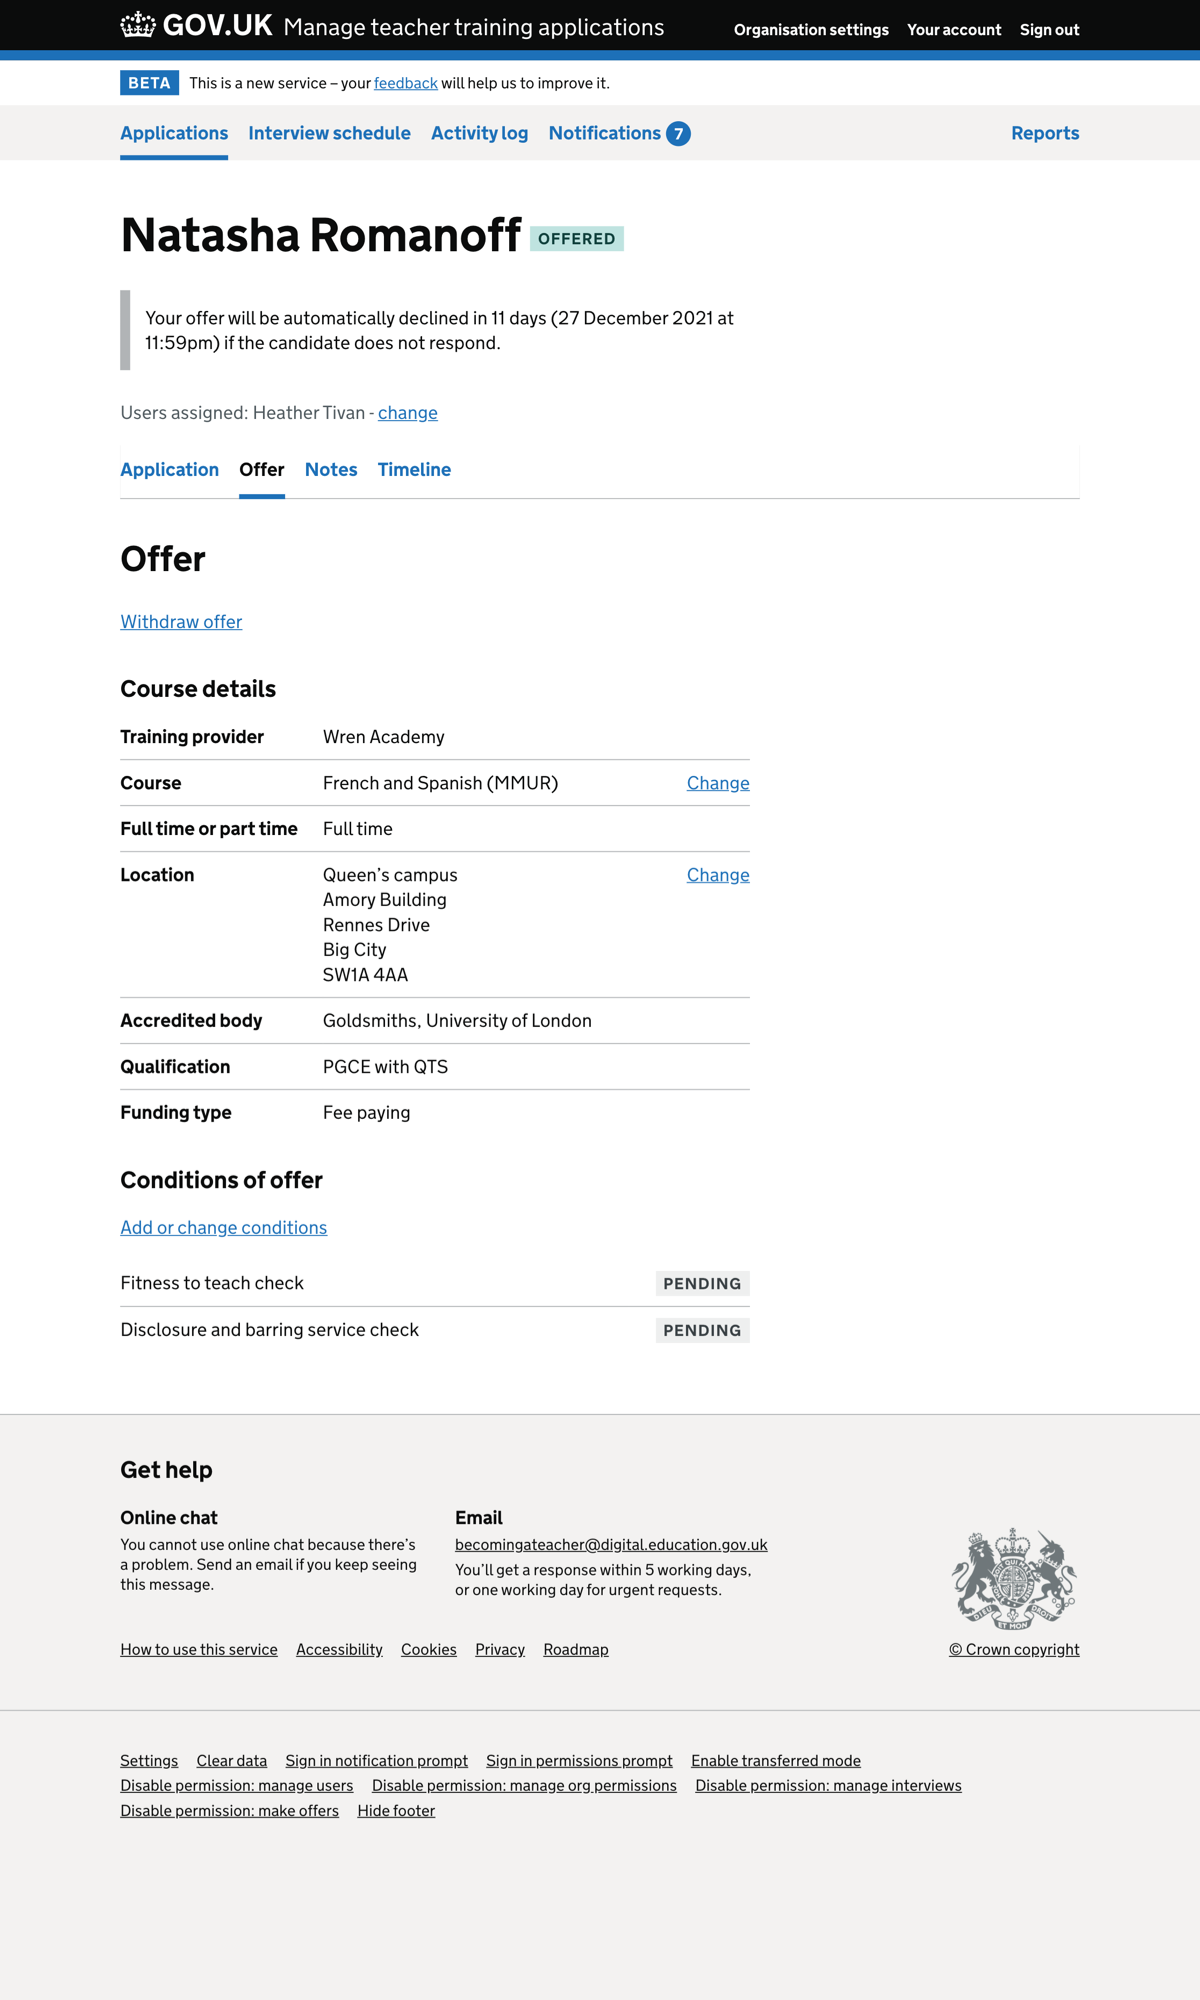 GOV.UK Manage teacher training applications Organisation settings Your account Sign out
BETA This is a new service – your feedback will help us to improve it.
Applications Interview schedule Activity log Notifications 7 Reports
Natasha Romanoff OFFERED
Your offer will be automatically declined in 11 days (27 December 2021 at
11:59pm) if the candidate does not respond.
Users assigned: Heather Tivan - change
Application Offer Notes Timeline
Offer
Withdraw offer
Course details
Training provider Wren Academy
Course French and Spanish (MMUR) Change
Full time or part time Full time
Location Queen’s campus Change
Amory Building
Rennes Drive
Big City
SW1A 4AA
Accredited body Goldsmiths, University of London
Qualification PGCE with QTS
Funding type Fee paying
Conditions of offer
Add or change conditions
Fitness to teach check PENDING
Disclosure and barring service check PENDING
Get help
Online chat
You cannot use online chat because there’s
a problem. Send an email if you keep seeing
this message.
Email
becomingateacher@digital.education.gov.uk
You’ll get a response within 5 working days,
or one working day for urgent requests.
DIEU ET MON DROIT
How to use this service Accessibility Cookies Privacy Roadmap © Crown copyright
Settings Clear data Sign in notification prompt Sign in permissions prompt Enable transferred mode
Disable permission: manage users Disable permission: manage org permissions Disable permission: manage interviews
Disable permission: make offers Hide footer